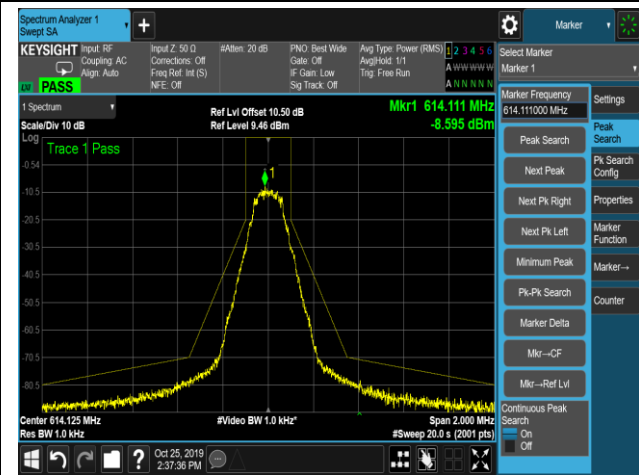 Spectrum Analyzer 1
Swept SA
Marker
KEYSIGHT
Input: RF
Coupling: AC
Align: Auto
Input Z: 50 Ω
Corrections: Off
Freq Ref: Int (S)
NFE: Off
#Atten: 20 dB
PNO: Best Wide
Gate: Off
IF Gain: Low
Sig Track: Off
Avg Type: Power (RMS)
Avg|Hold: 1/1
Trig: Free Run
1 2 3 4 5 6
A W W W W W
A N N N N N
PASS
Select Marker
Marker 1
1 Spectrum
Scale/Div 10 dB
Ref Lvl Offset 10.50 dB
Ref Level 9.46 dBm
Mkr1 614.111 MHz
-8.595 dBm
Log
Trace 1 Pass
1
-0.54
-10.5
-20.5
-30.5
-40.5
-50.5
-60.5
-70.5
-80.5
Center 614.125 MHz
#Video BW 1.0 kHz*
Span 2.000 MHz
Res BW 1.0 kHz
#Sweep 20.0 s (2001 pts)
Marker Frequency
614.111000 MHz
Peak Search
Next Peak
Next Pk Right
Next Pk Left
Minimum Peak
Pk-Pk Search
Marker Delta
Mkr→CF
Mkr→Ref Lvl
Continuous Peak
Search
On
Off
Settings
Peak
Search
Pk Search
Config
Properties
Marker
Function
Marker→
Counter
Oct 25, 2019
2:37:36 PM